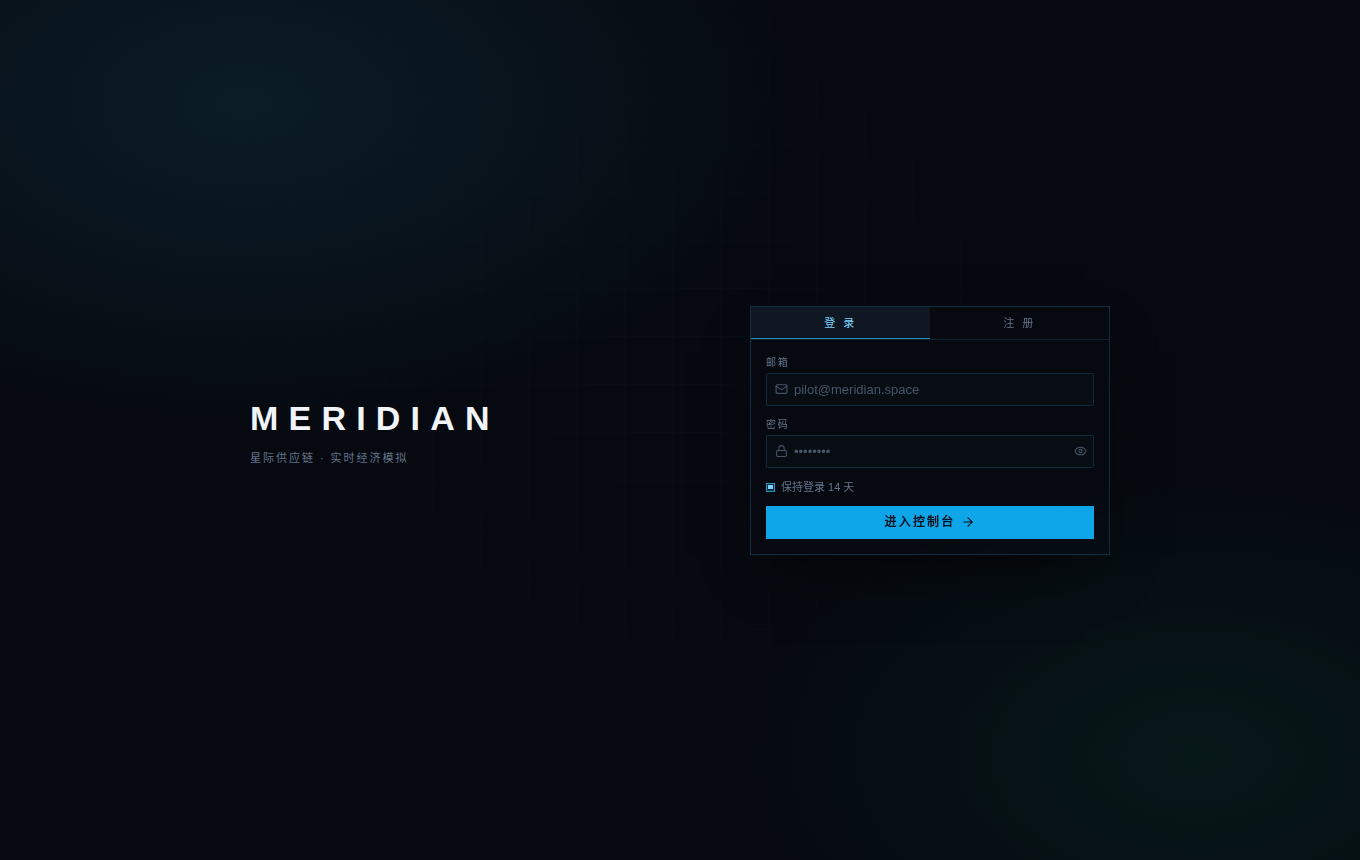 MERIDIAN
星际供应链 · 实时经济模拟
登 录
注 册
邮箱
pilot@meridian.space
密码
••••••••
保持登录 14 天
进入控制台 →